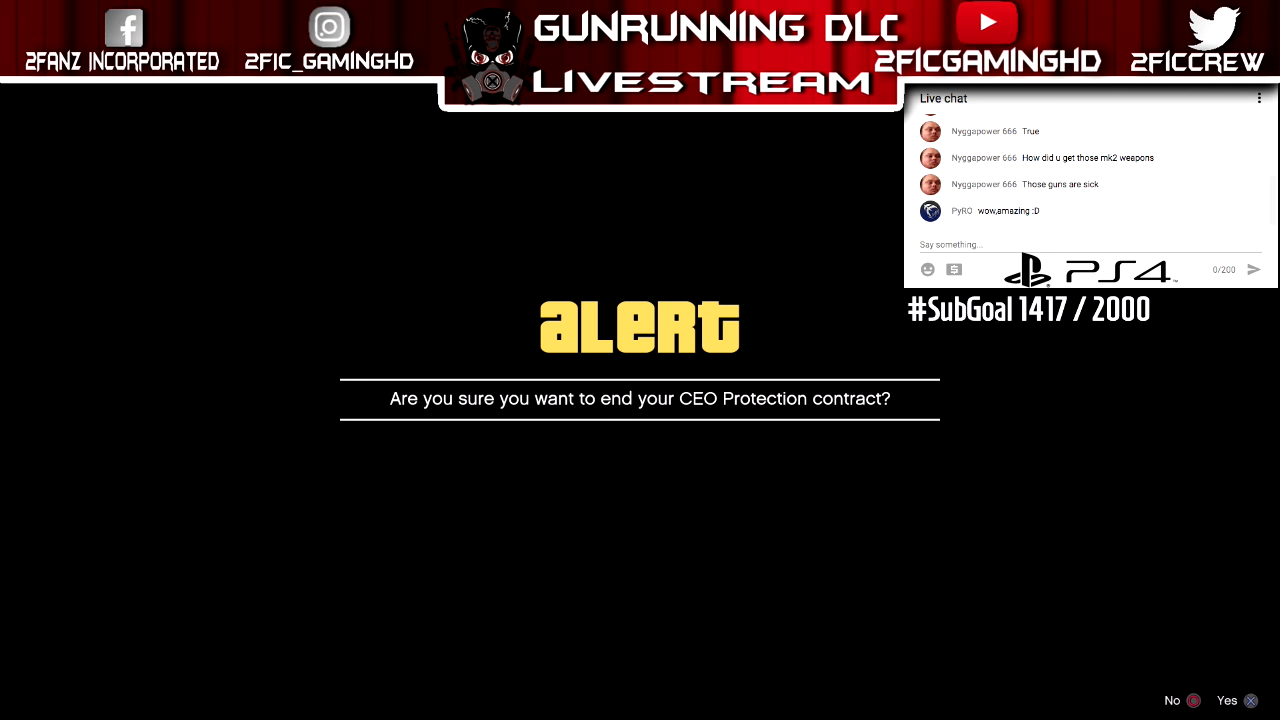 2FANZ INCORPORATED
2FIC_GAMINGHD
GUNRUNNING DLC
LIVESTREAM
2FICGAMINGHD
2FICCREW
Live chat
Nyggapower 666 True
Nyggapower 666 How did u get those mk2 weapons
Nyggapower 666 Those guns are sick
PyRO wow,amazing :D
Say something...
PS4™
0/200
#SubGoal 1417 / 2000
alert
Are you sure you want to end your CEO Protection contract?
No Yes